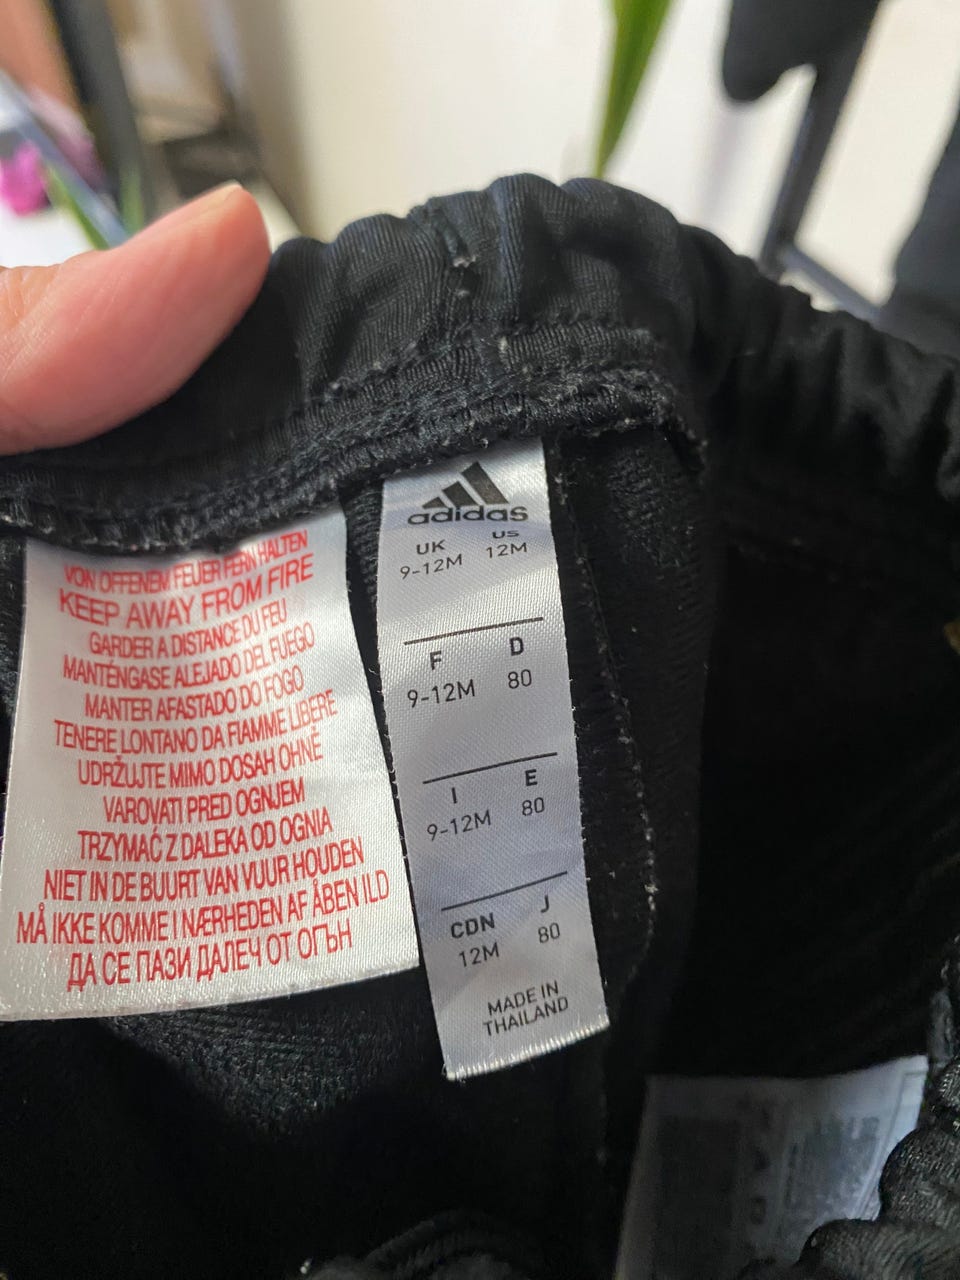 VON OFFENEM FEUER FERN HALTEN
KEEP AWAY FROM FIRE
GARDER A DISTANCE DU FEU
MANTÉNGASE ALEJADO DEL FUEGO
MANTER AFASTADO DO FOGO
TENERE LONTANO DA FIAMME LIBERE
UDRŽUJTE MIMO DOSAH OHNĚ
VAROVATI PRED OGNJEM
TRZYMAĆ Z DALEKA OD OGNIA
NIET IN DE BUURT VAN VUUR HOUDEN
MÅ IKKE KOMME I NÆRHEDEN AF ÅBEN ILD
ДА СЕ ПАЗИ ДАЛЕЧ ОТ ОГЪН
adidas
UK US
9-12M 12M
F D
9-12M 80
I E
9-12M 80
CDN J
12M 80
MADE IN
THAILAND